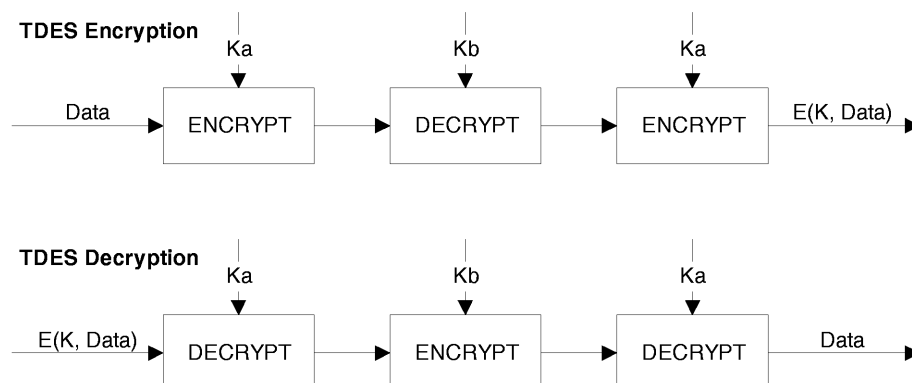 TDES Encryption
Ka
Kb
Ka
Data
ENCRYPT
DECRYPT
ENCRYPT
E(K, Data)
TDES Decryption
Ka
Kb
Ka
E(K, Data)
DECRYPT
ENCRYPT
DECRYPT
Data